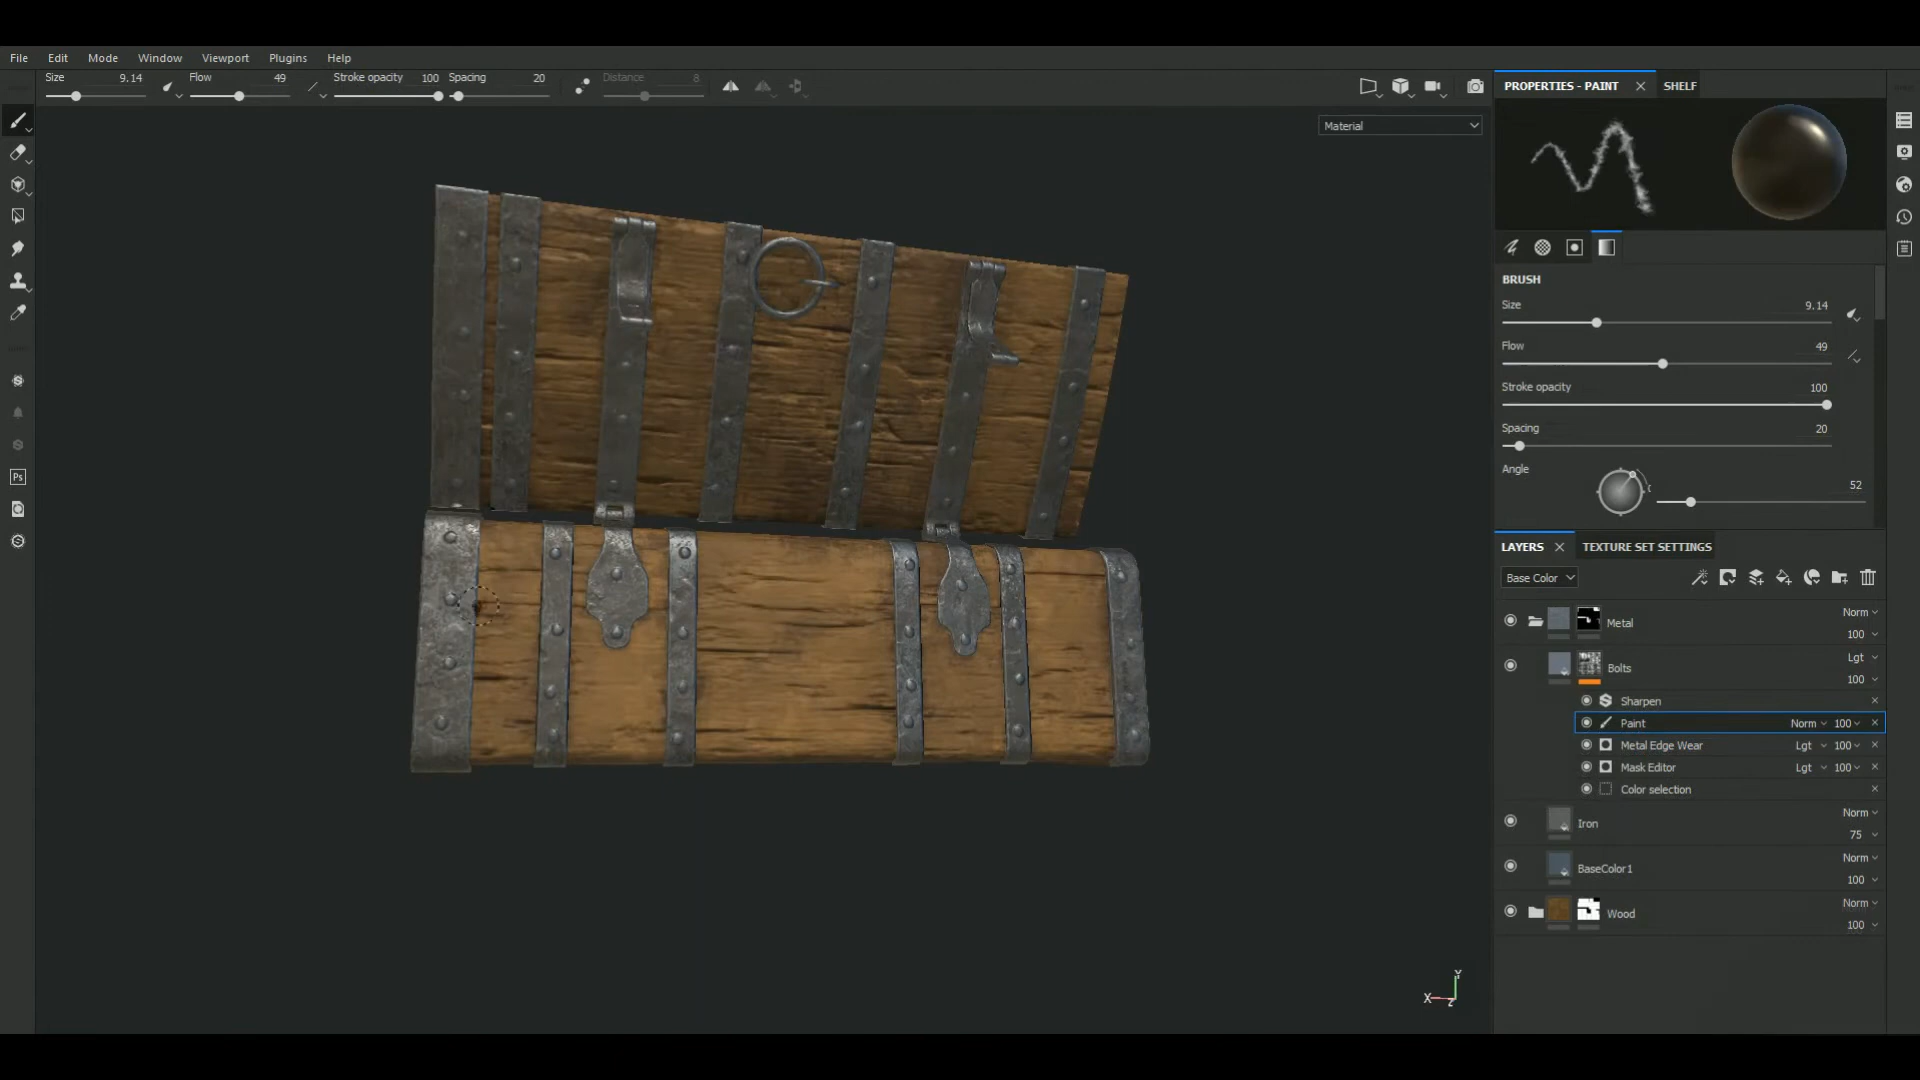 File Edit Mode Window Viewport Plugins Help
Size 9.14 Flow 49 Stroke opacity 100 Spacing 20 Distance 8
Material
PROPERTIES - PAINT SHELF
BRUSH
Size 9.14
Flow 49
Stroke opacity 100
Spacing 20
Angle
52
LAYERS TEXTURE SET SETTINGS
Base Color
Metal Norm 100
Bolts Lgt 100
Sharpen
Paint Norm 100
Metal Edge Wear Lgt 100
Mask Editor Lgt 100
Color selection
Iron Norm 75
BaseColor1 Norm 100
Wood Norm 100
Ps
Y
X Z